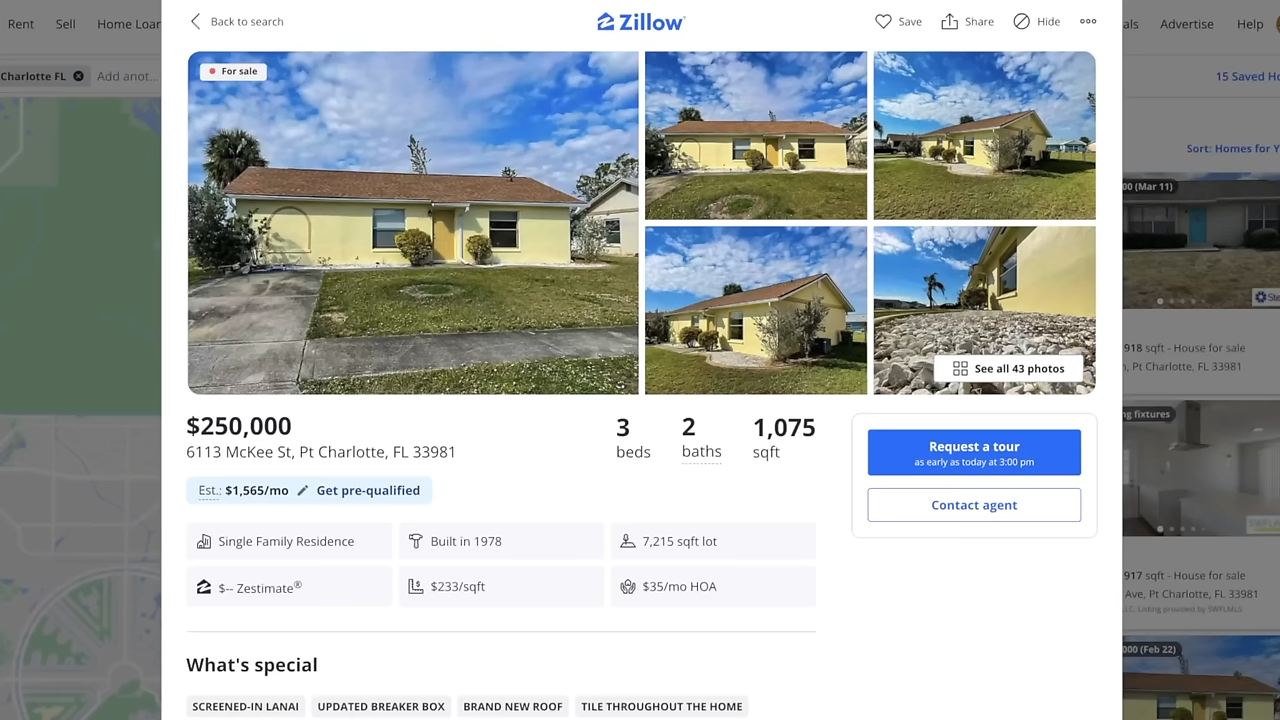 Rent Sell Home Loan
Back to search
Zillow
Save
Share
Hide
als Advertise Help
Charlotte FL
Add anot...
For sale
15 Saved Ho
Sort: Homes for Y
00 (Mar 11)
See all 43 photos
918 sqft - House for sale
n, Pt Charlotte, FL 33981
ng fixtures
$250,000
6113 McKee St, Pt Charlotte, FL 33981
3
beds
2
baths
1,075
sqft
Request a tour
as early as today at 3:00 pm
Contact agent
Est.: $1,565/mo
Get pre-qualified
Single Family Residence
Built in 1978
7,215 sqft lot
$-- Zestimate®
$233/sqft
$35/mo HOA
917 sqft - House for sale
Ave, Pt Charlotte, FL 33981
LLC. Listing provided by SWFLMLS
000 (Feb 22)
What's special
SCREENED-IN LANAI
UPDATED BREAKER BOX
BRAND NEW ROOF
TILE THROUGHOUT THE HOME